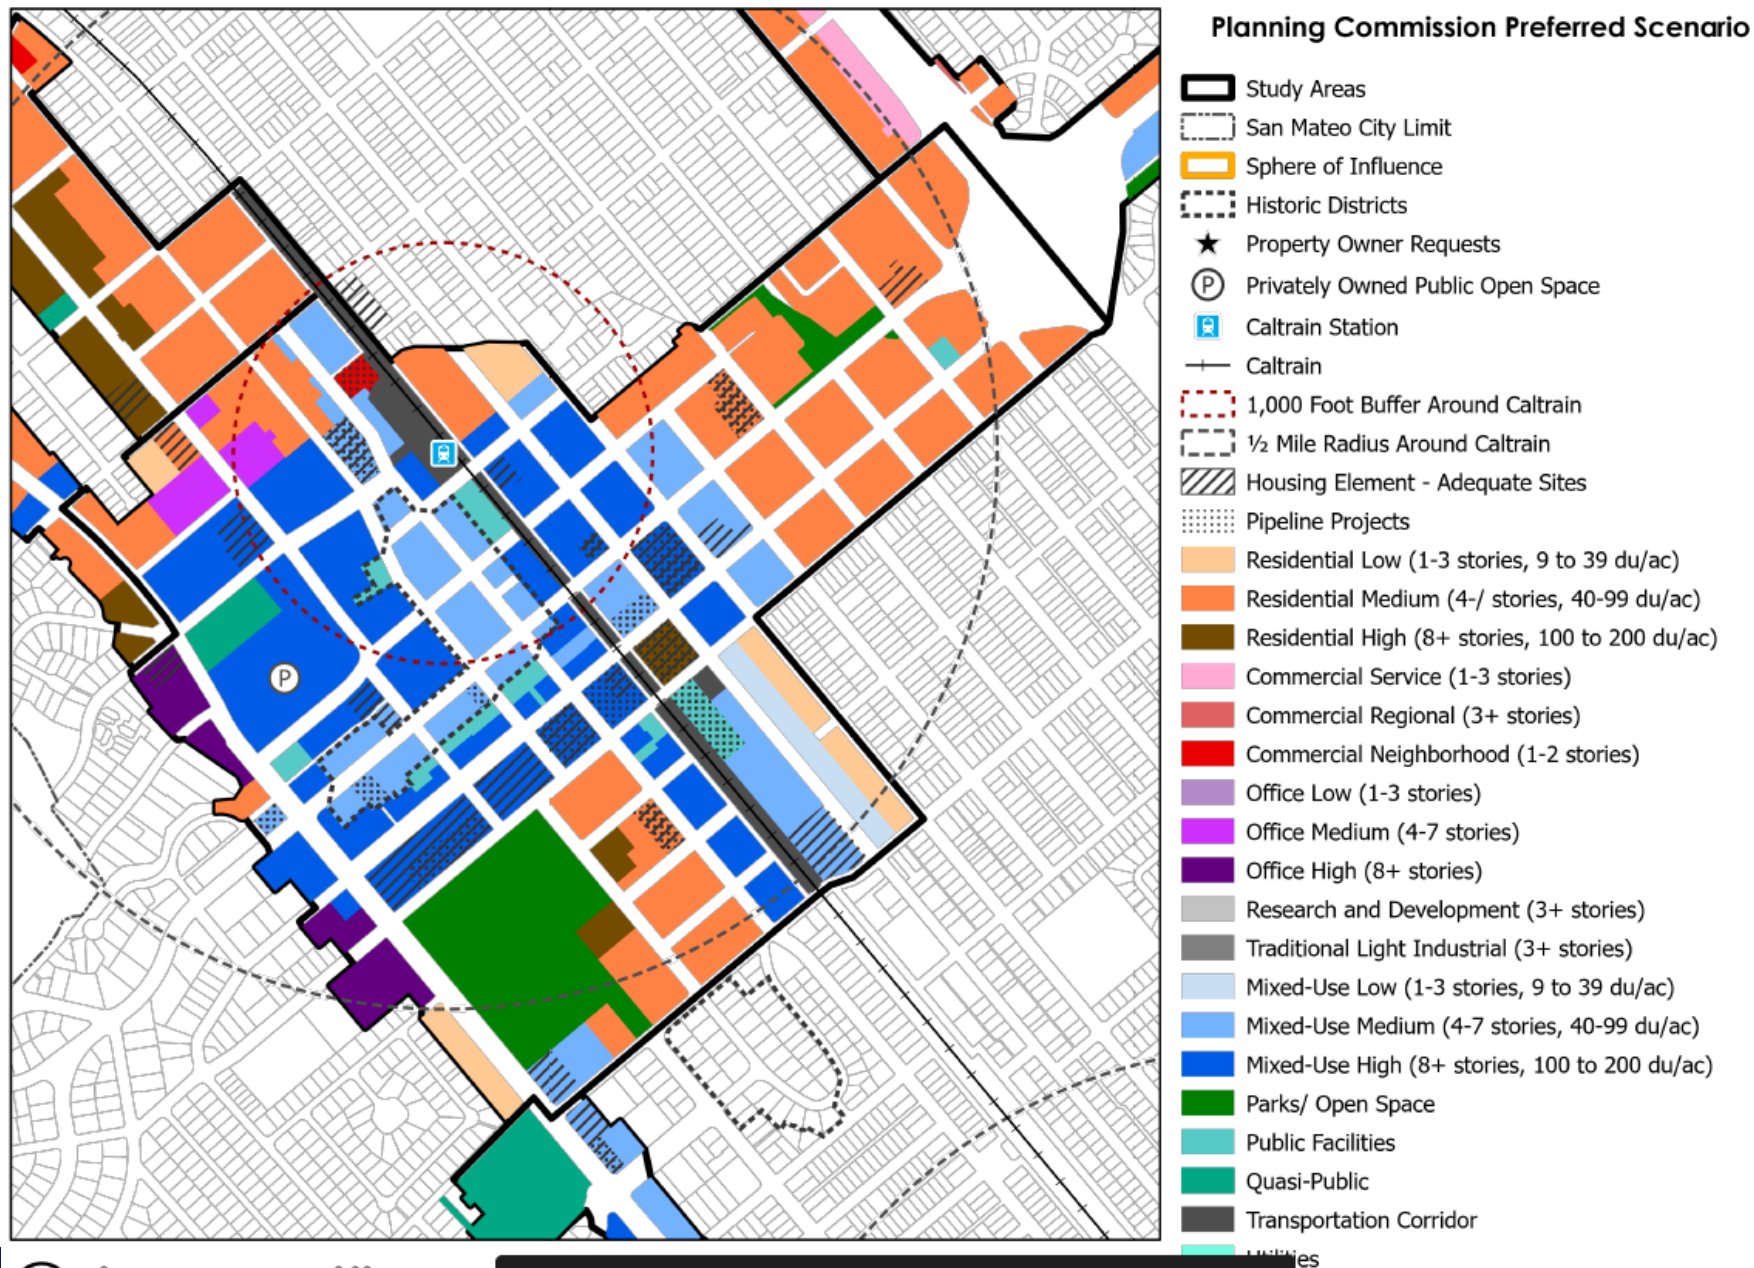 Planning Commission Preferred Scenario
Study Areas
San Mateo City Limit
Sphere of Influence
Historic Districts
Property Owner Requests
P
Privately Owned Public Open Space
Caltrain Station
Caltrain
1,000 Foot Buffer Around Caltrain
½ Mile Radius Around Caltrain
Housing Element - Adequate Sites
Pipeline Projects
Residential Low (1-3 stories, 9 to 39 du/ac)
Residential Medium (4-/ stories, 40-99 du/ac)
Residential High (8+ stories, 100 to 200 du/ac)
Commercial Service (1-3 stories)
Commercial Regional (3+ stories)
Commercial Neighborhood (1-2 stories)
Office Low (1-3 stories)
Office Medium (4-7 stories)
Office High (8+ stories)
Research and Development (3+ stories)
Traditional Light Industrial (3+ stories)
Mixed-Use Low (1-3 stories, 9 to 39 du/ac)
Mixed-Use Medium (4-7 stories, 40-99 du/ac)
Mixed-Use High (8+ stories, 100 to 200 du/ac)
Parks/ Open Space
Public Facilities
Quasi-Public
Transportation Corridor
Utilities
P